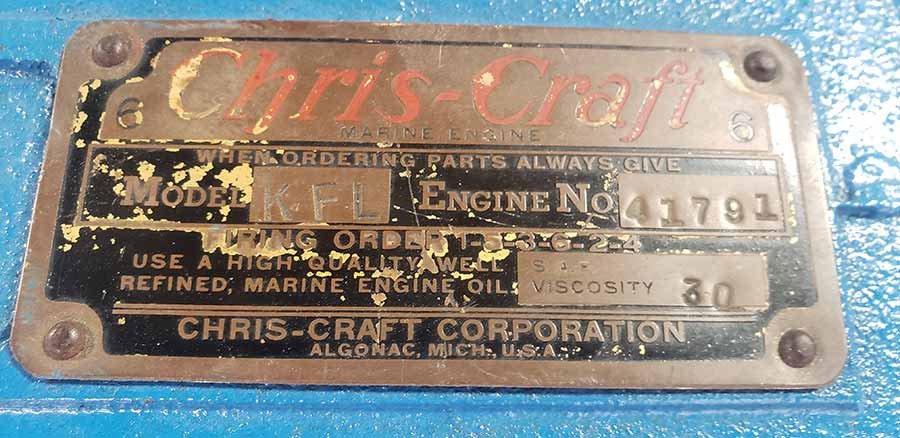 Chris-Craft
6 6
MARINE ENGINE
WHEN ORDERING PARTS ALWAYS GIVE
MODEL KFL ENGINE NO 41791
FIRING ORDER 1-5-3-6-2-4
USE A HIGH QUALITY, WELL
REFINED, MARINE ENGINE OIL
S.A.E.
VISCOSITY 30
CHRIS-CRAFT CORPORATION
ALGONAC, MICH., U.S.A.